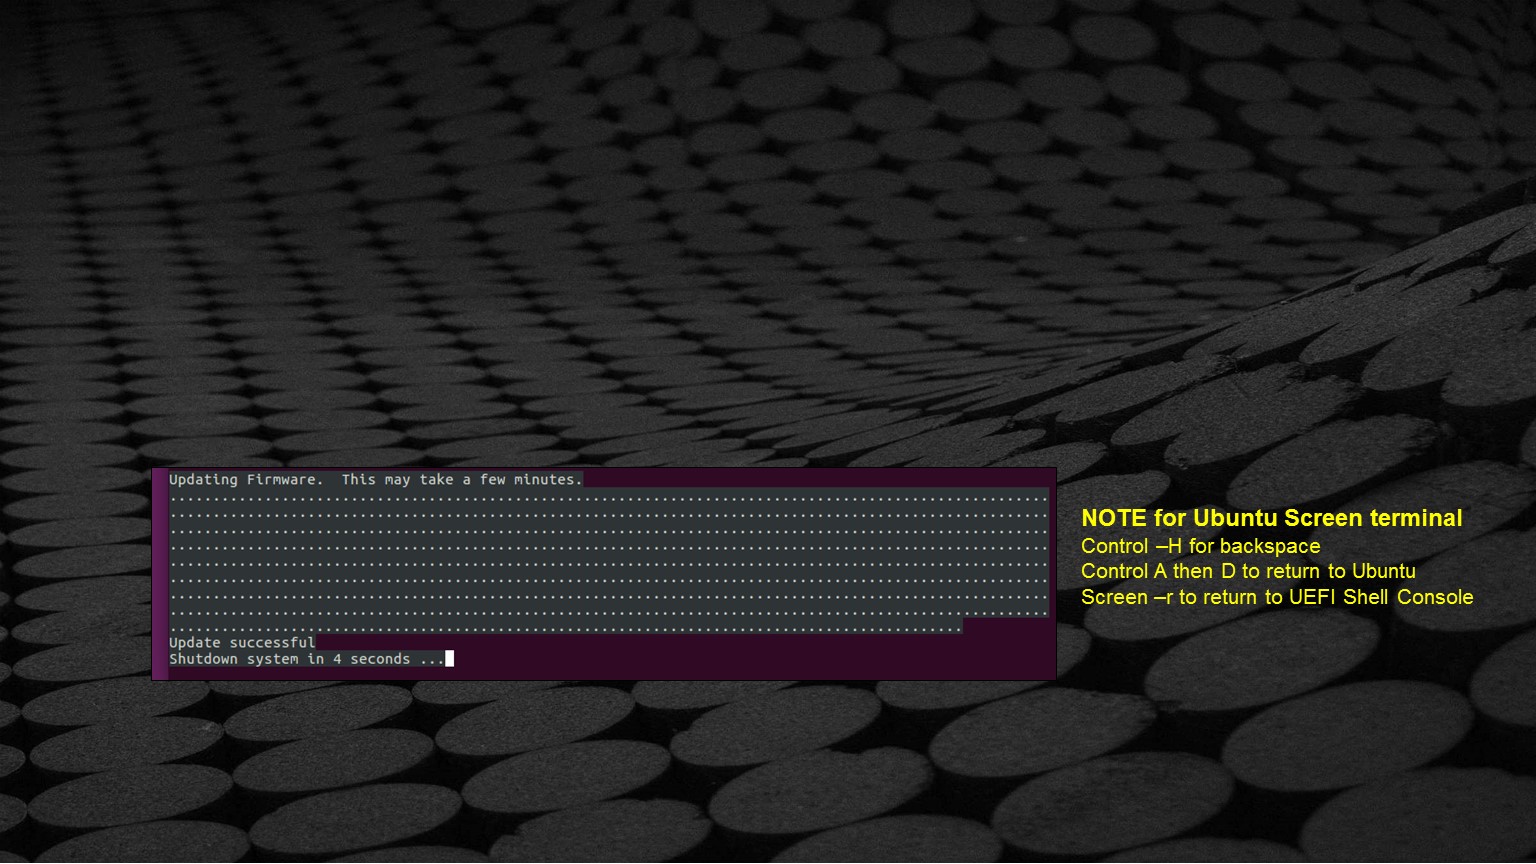 Updating Firmware.  This may take a few minutes.
.....................................................................................................
.....................................................................................................
.....................................................................................................
.....................................................................................................
.....................................................................................................
.....................................................................................................
.....................................................................................................
.....................................................................................................
...........................................................................................
Update successful
Shutdown system in 4 seconds ...
NOTE for Ubuntu Screen terminal
Control –H for backspace
Control A then D to return to Ubuntu
Screen –r to return to UEFI Shell Console